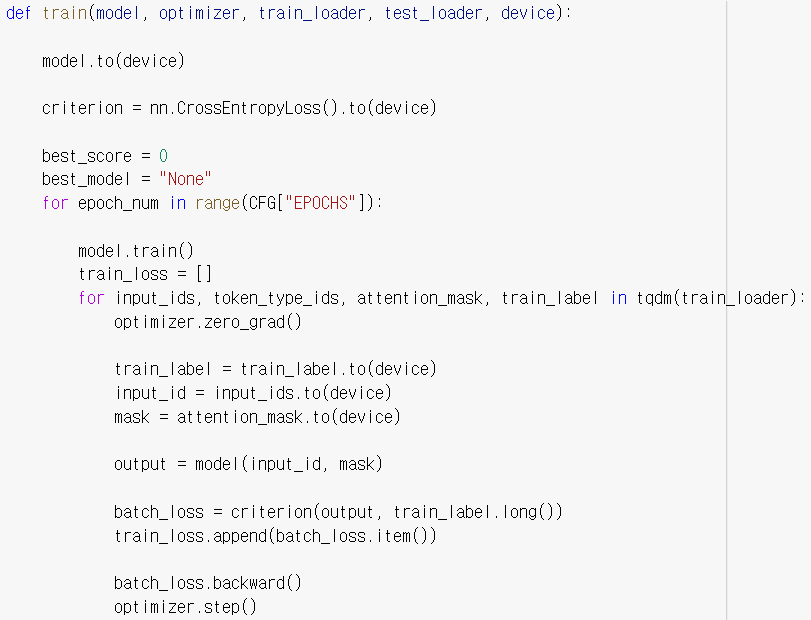 def train(model, optimizer, train_loader, test_loader, device):
model.to(device)
criterion = nn.CrossEntropyLoss().to(device)
best_score = 0
best_model = "None"
for epoch_num in range(CFG["EPOCHS"]):
model.train()
train_loss = []
for input_ids, token_type_ids, attention_mask, train_label in tqdm(train_loader):
optimizer.zero_grad()
train_label = train_label.to(device)
input_id = input_ids.to(device)
mask = attention_mask.to(device)
output = model(input_id, mask)
batch_loss = criterion(output, train_label.long())
train_loss.append(batch_loss.item())
batch_loss.backward()
optimizer.step()